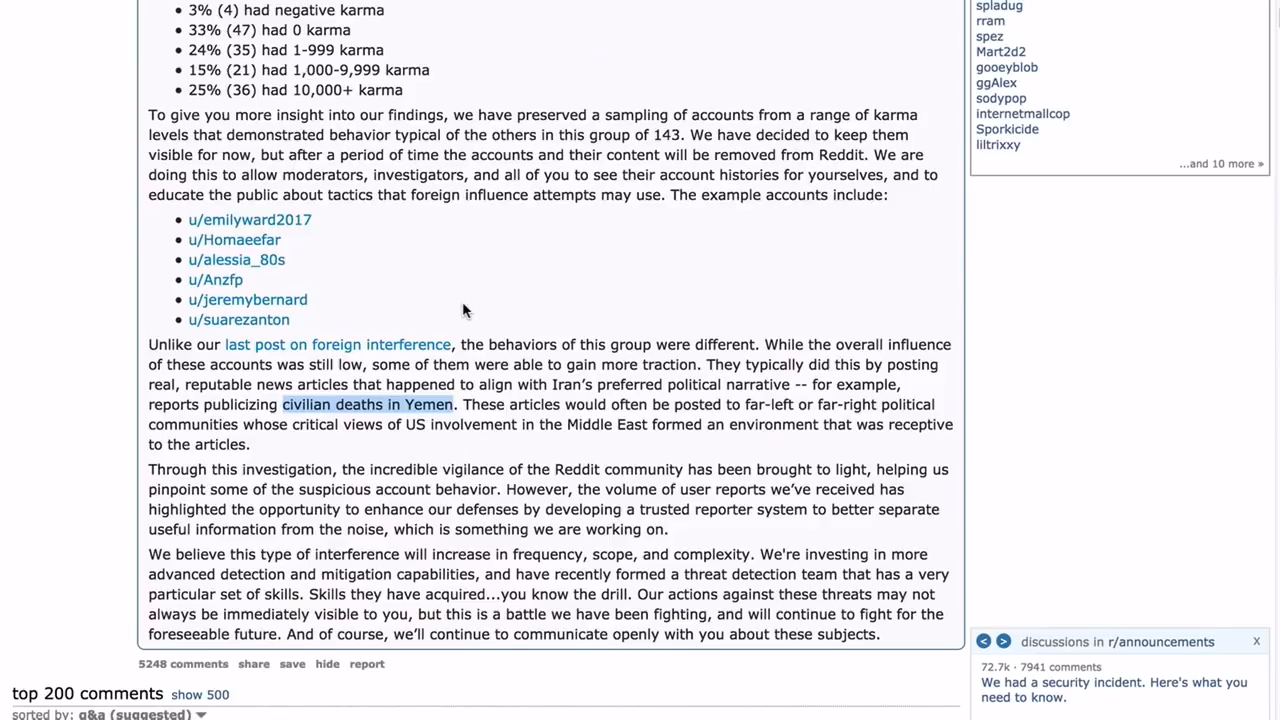 • 3% (4) had negative karma
• 33% (47) had 0 karma
• 24% (35) had 1-999 karma
• 15% (21) had 1,000-9,999 karma
• 25% (36) had 10,000+ karma
To give you more insight into our findings, we have preserved a sampling of accounts from a range of karma
levels that demonstrated behavior typical of the others in this group of 143. We have decided to keep them
visible for now, but after a period of time the accounts and their content will be removed from Reddit. We are
doing this to allow moderators, investigators, and all of you to see their account histories for yourselves, and to
educate the public about tactics that foreign influence attempts may use. The example accounts include:
• u/emilyward2017
• u/Homaeefar
• u/alessia_80s
• u/Anzfp
• u/jeremybernard
• u/suarezanton
Unlike our last post on foreign interference, the behaviors of this group were different. While the overall influence
of these accounts was still low, some of them were able to gain more traction. They typically did this by posting
real, reputable news articles that happened to align with Iran's preferred political narrative -- for example,
reports publicizing civilian deaths in Yemen. These articles would often be posted to far-left or far-right political
communities whose critical views of US involvement in the Middle East formed an environment that was receptive
to the articles.
Through this investigation, the incredible vigilance of the Reddit community has been brought to light, helping us
pinpoint some of the suspicious account behavior. However, the volume of user reports we've received has
highlighted the opportunity to enhance our defenses by developing a trusted reporter system to better separate
useful information from the noise, which is something we are working on.
We believe this type of interference will increase in frequency, scope, and complexity. We're investing in more
advanced detection and mitigation capabilities, and have recently formed a threat detection team that has a very
particular set of skills. Skills they have acquired...you know the drill. Our actions against these threats may not
always be immediately visible to you, but this is a battle we have been fighting, and will continue to fight for the
foreseeable future. And of course, we'll continue to communicate openly with you about these subjects.
5248 comments share save hide report
top 200 comments show 500
sorted by: q&a (suggested)
spladug
rram
spez
Mart2d2
gooeyblob
ggAlex
sodypop
internetmallcop
Sporkicide
liltrixxy
...and 10 more »
discussions in r/announcements X
72.7k · 7941 comments
We had a security incident. Here's what you
need to know.